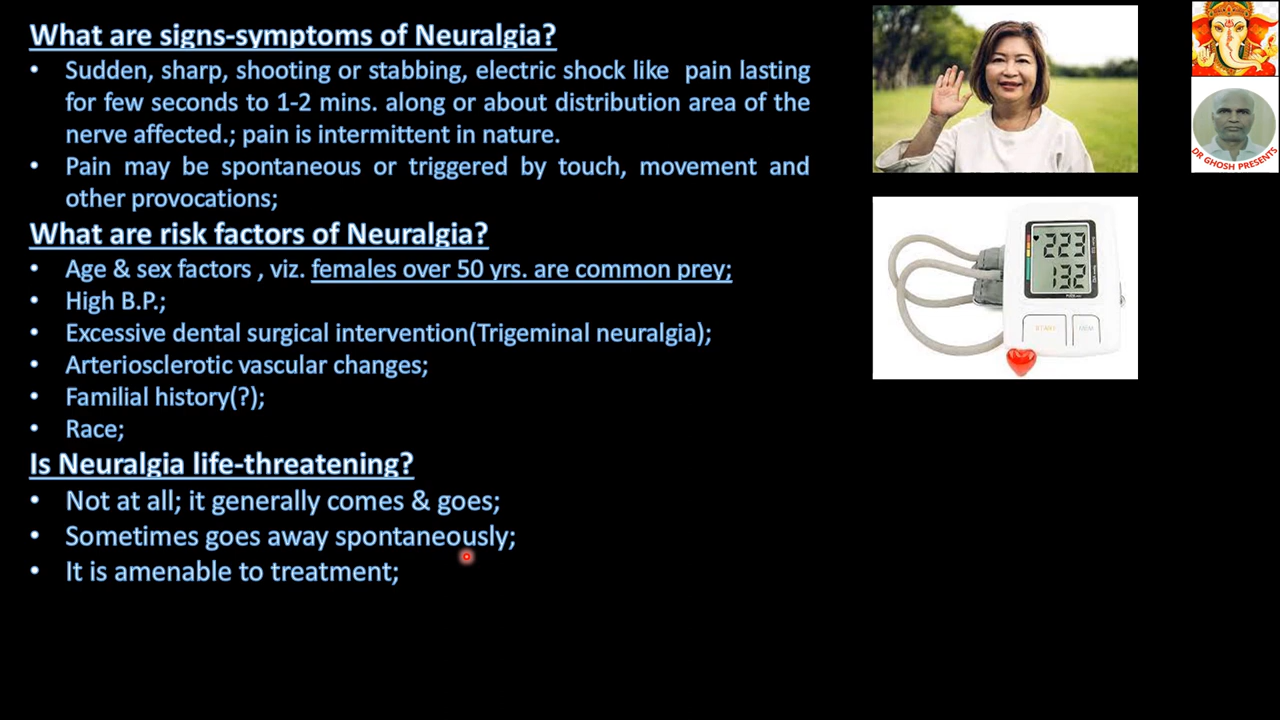 What are signs-symptoms of Neuralgia?
• Sudden, sharp, shooting or stabbing, electric shock like pain lasting
for few seconds to 1-2 mins. along or about distribution area of the
nerve affected.; pain is intermittent in nature.
• Pain may be spontaneous or triggered by touch, movement and
other provocations;
What are risk factors of Neuralgia?
• Age & sex factors , viz. females over 50 yrs. are common prey;
• High B.P.;
• Excessive dental surgical intervention(Trigeminal neuralgia);
• Arteriosclerotic vascular changes;
• Familial history(?);
• Race;
Is Neuralgia life-threatening?
• Not at all; it generally comes & goes;
• Sometimes goes away spontaneously;
• It is amenable to treatment;
DR GHOSH PRESENTS
223
132
START
MEM